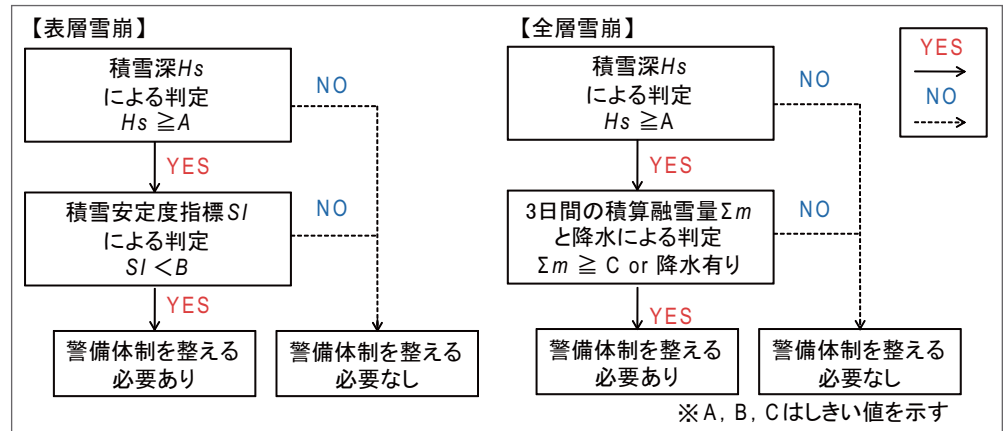 【表層雪崩】
積雪深Hs
による判定
Hs ≧A
NO
YES
積雪安定度指標SI
による判定
SI <B
NO
YES
警備体制を整える
必要あり
警備体制を整える
必要なし
【全層雪崩】
積雪深Hs
による判定
Hs ≧A
NO
YES
3日間の積算融雪量Σm
と降水による判定
Σm ≧ C or 降水有り
NO
YES
警備体制を整える
必要あり
警備体制を整える
必要なし
※A, B, Cはしきい値を示す
YES
NO